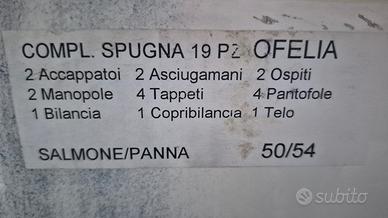 COMPL. SPUGNA 19 PZ OFELIA
2 Accappatoi 2 Asciugamani 2 Ospiti
2 Manopole 4 Tappeti 4 Pantofole
1 Bilancia 1 Copribilancia 1 Telo
SALMONE/PANNA 50/54
subito